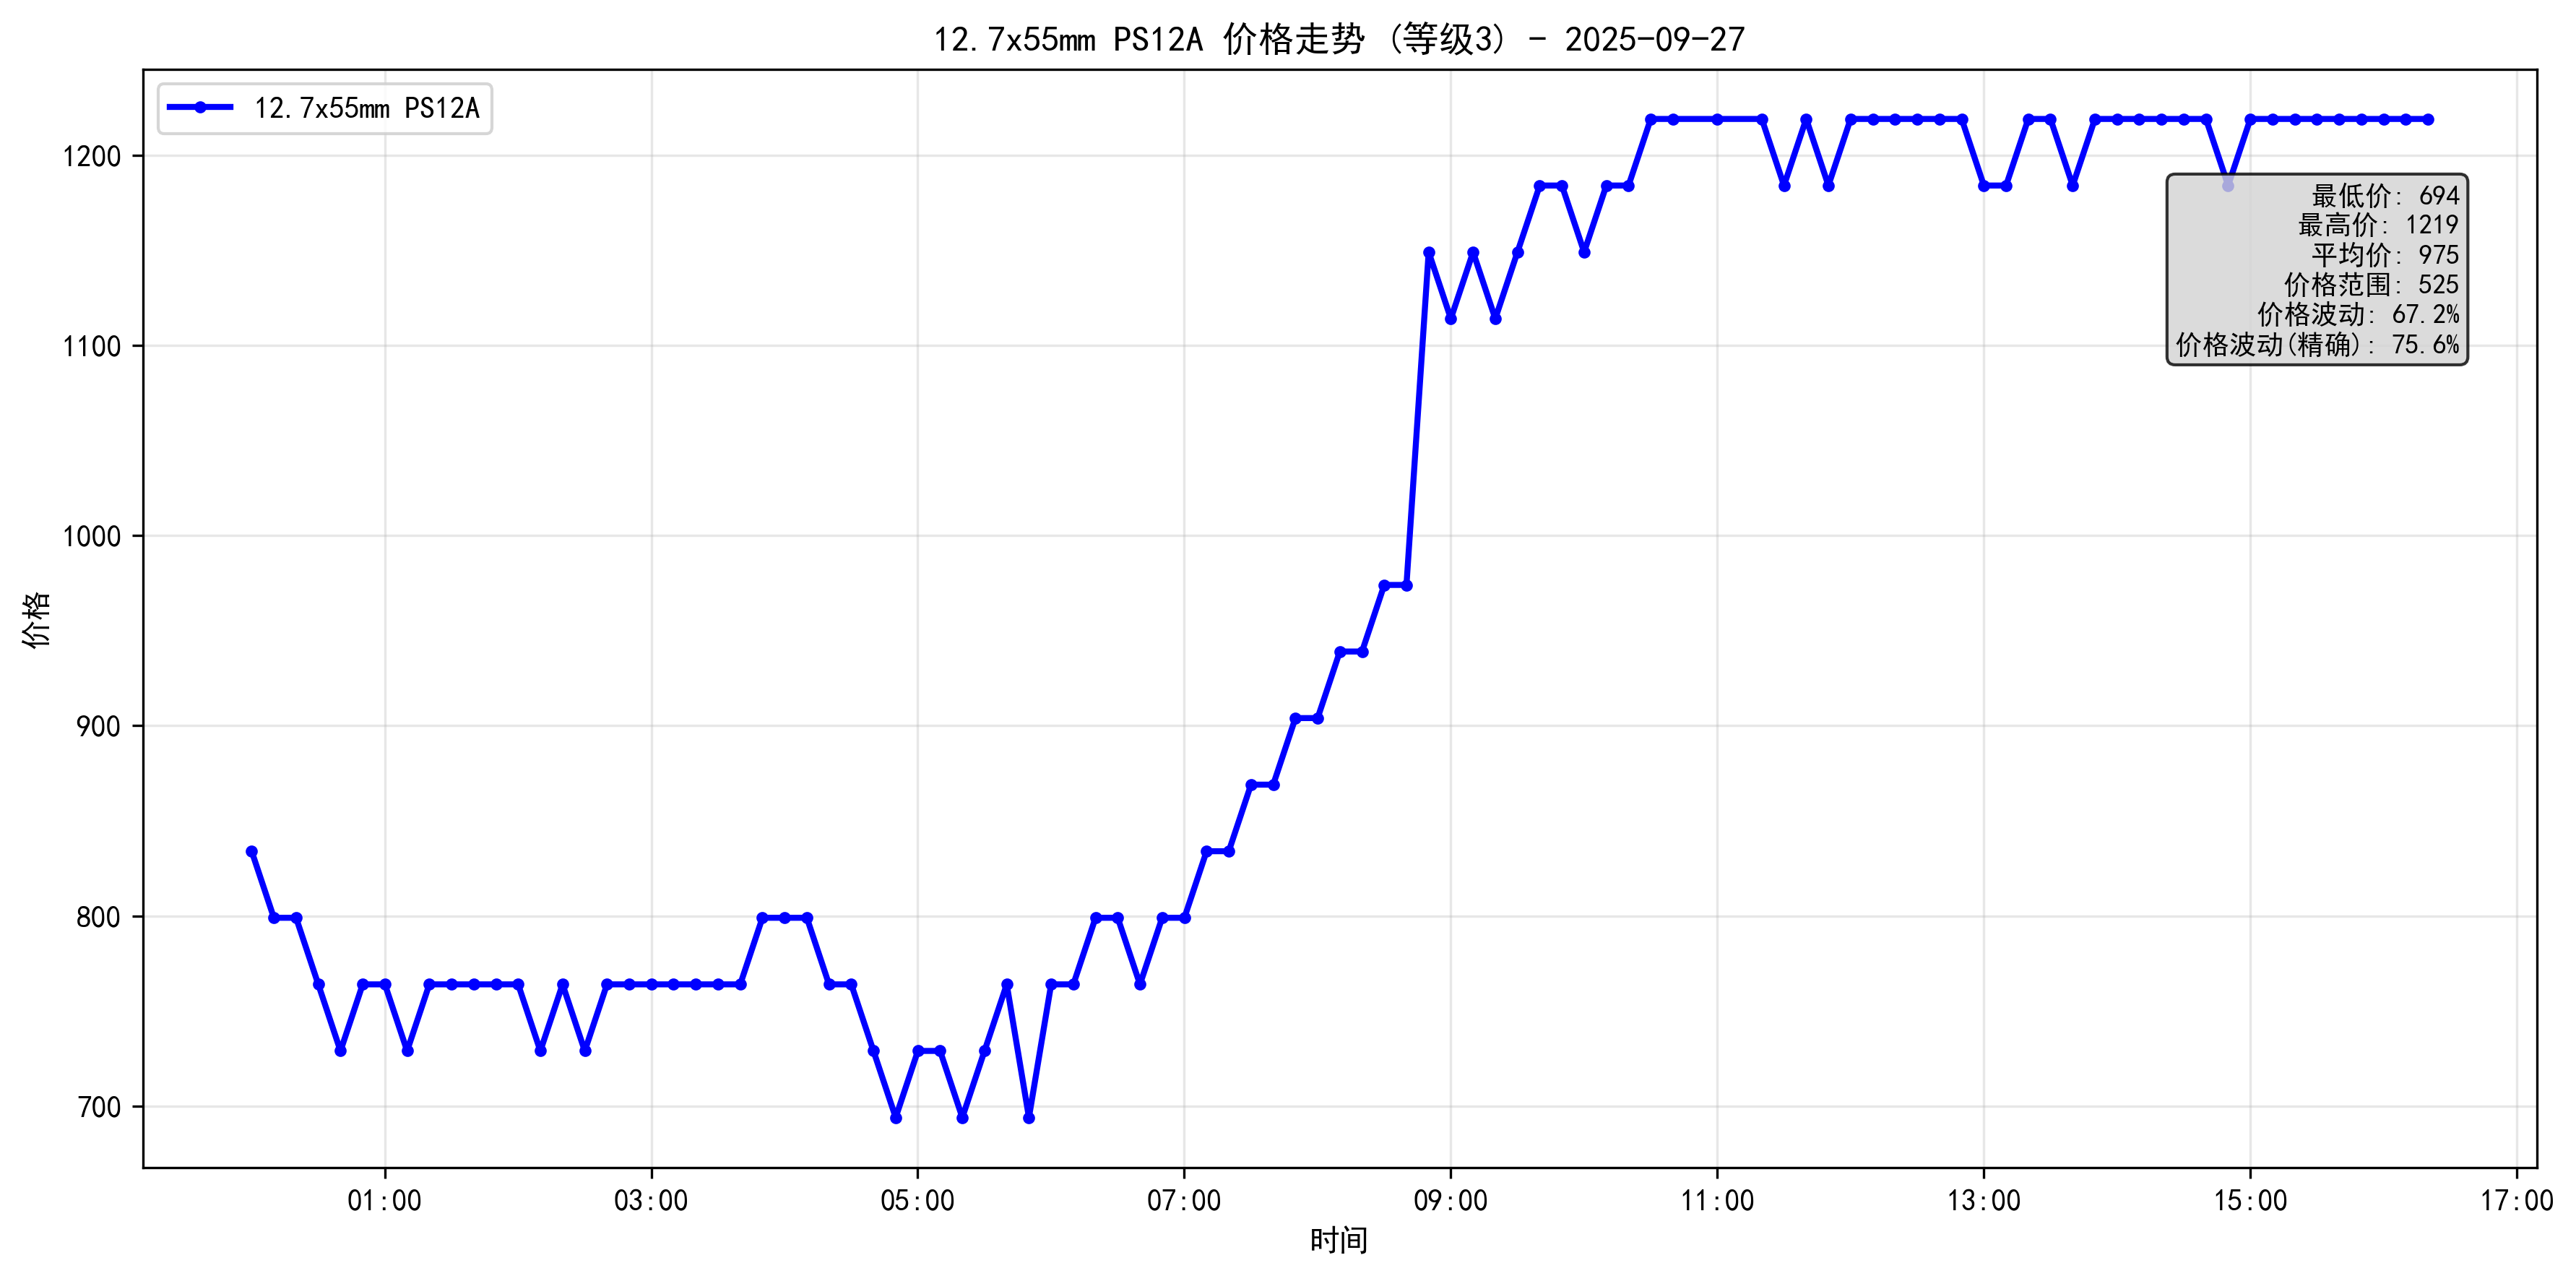 12.7x55mm PS12A 价格走势 (等级3) - 2025-09-27
12.7x55mm PS12A
1200
1100
1000
900
800
700
价格
最低价: 694
最高价: 1219
平均价: 975
价格范围: 525
价格波动: 67.2%
价格波动(精确): 75.6%
01:00 03:00 05:00 07:00 09:00 11:00 13:00 15:00 17:00
时间